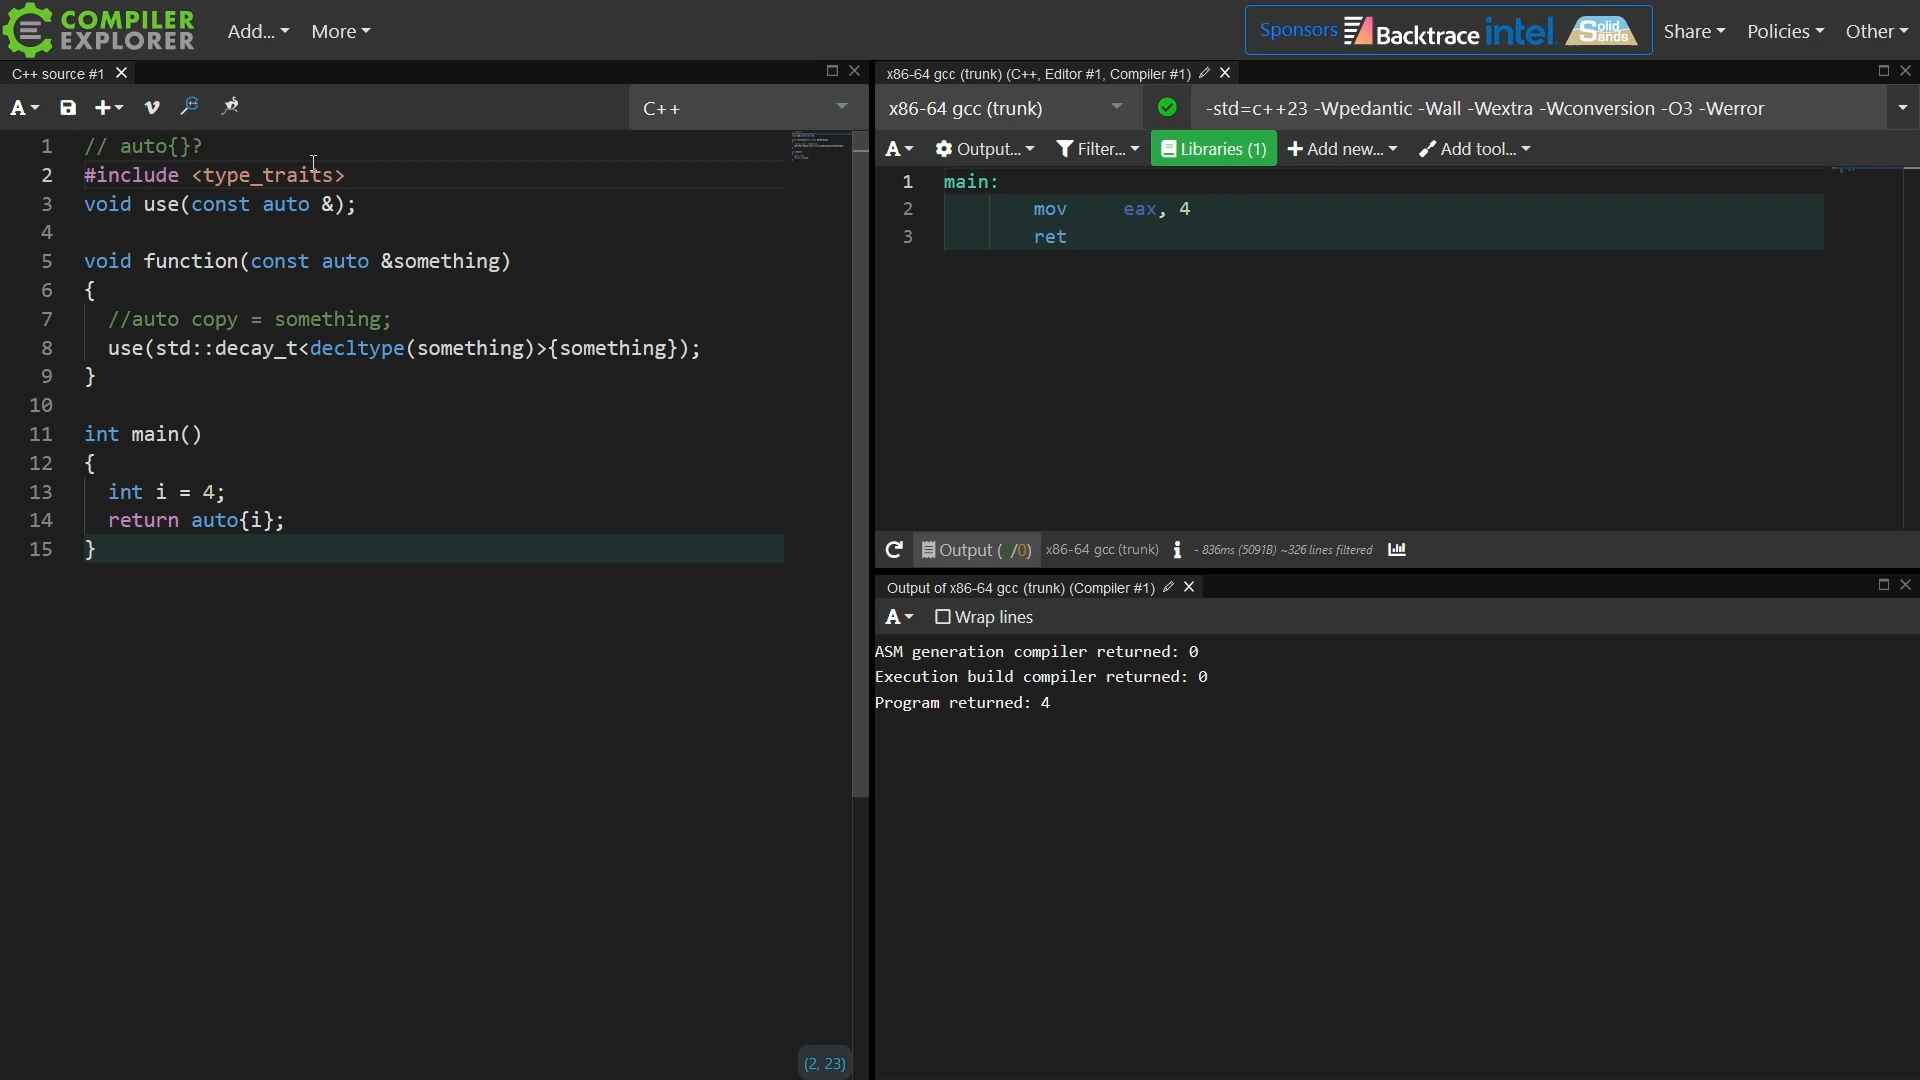 COMPILER
EXPLORER
Add... More
Sponsors Backtrace intel Solid Sands Share Policies Other
C++ source #1
A C++
1 // auto{}?
2 #include <type_traits>
3 void use(const auto &);
4
5 void function(const auto &something)
6 {
7 //auto copy = something;
8 use(std::decay_t<decltype(something)>{something});
9 }
10
11 int main()
12 {
13 int i = 4;
14 return auto{i};
15 }
(2, 23)
x86-64 gcc (trunk) (C++, Editor #1, Compiler #1)
x86-64 gcc (trunk) -std=c++23 -Wpedantic -Wall -Wextra -Wconversion -O3 -Werror
A Output... Filter... Libraries (1) Add new... Add tool...
1 main:
2 mov eax, 4
3 ret
Output ( /0) x86-64 gcc (trunk) - 836ms (5091B) ~326 lines filtered
Output of x86-64 gcc (trunk) (Compiler #1)
A Wrap lines
ASM generation compiler returned: 0
Execution build compiler returned: 0
Program returned: 4